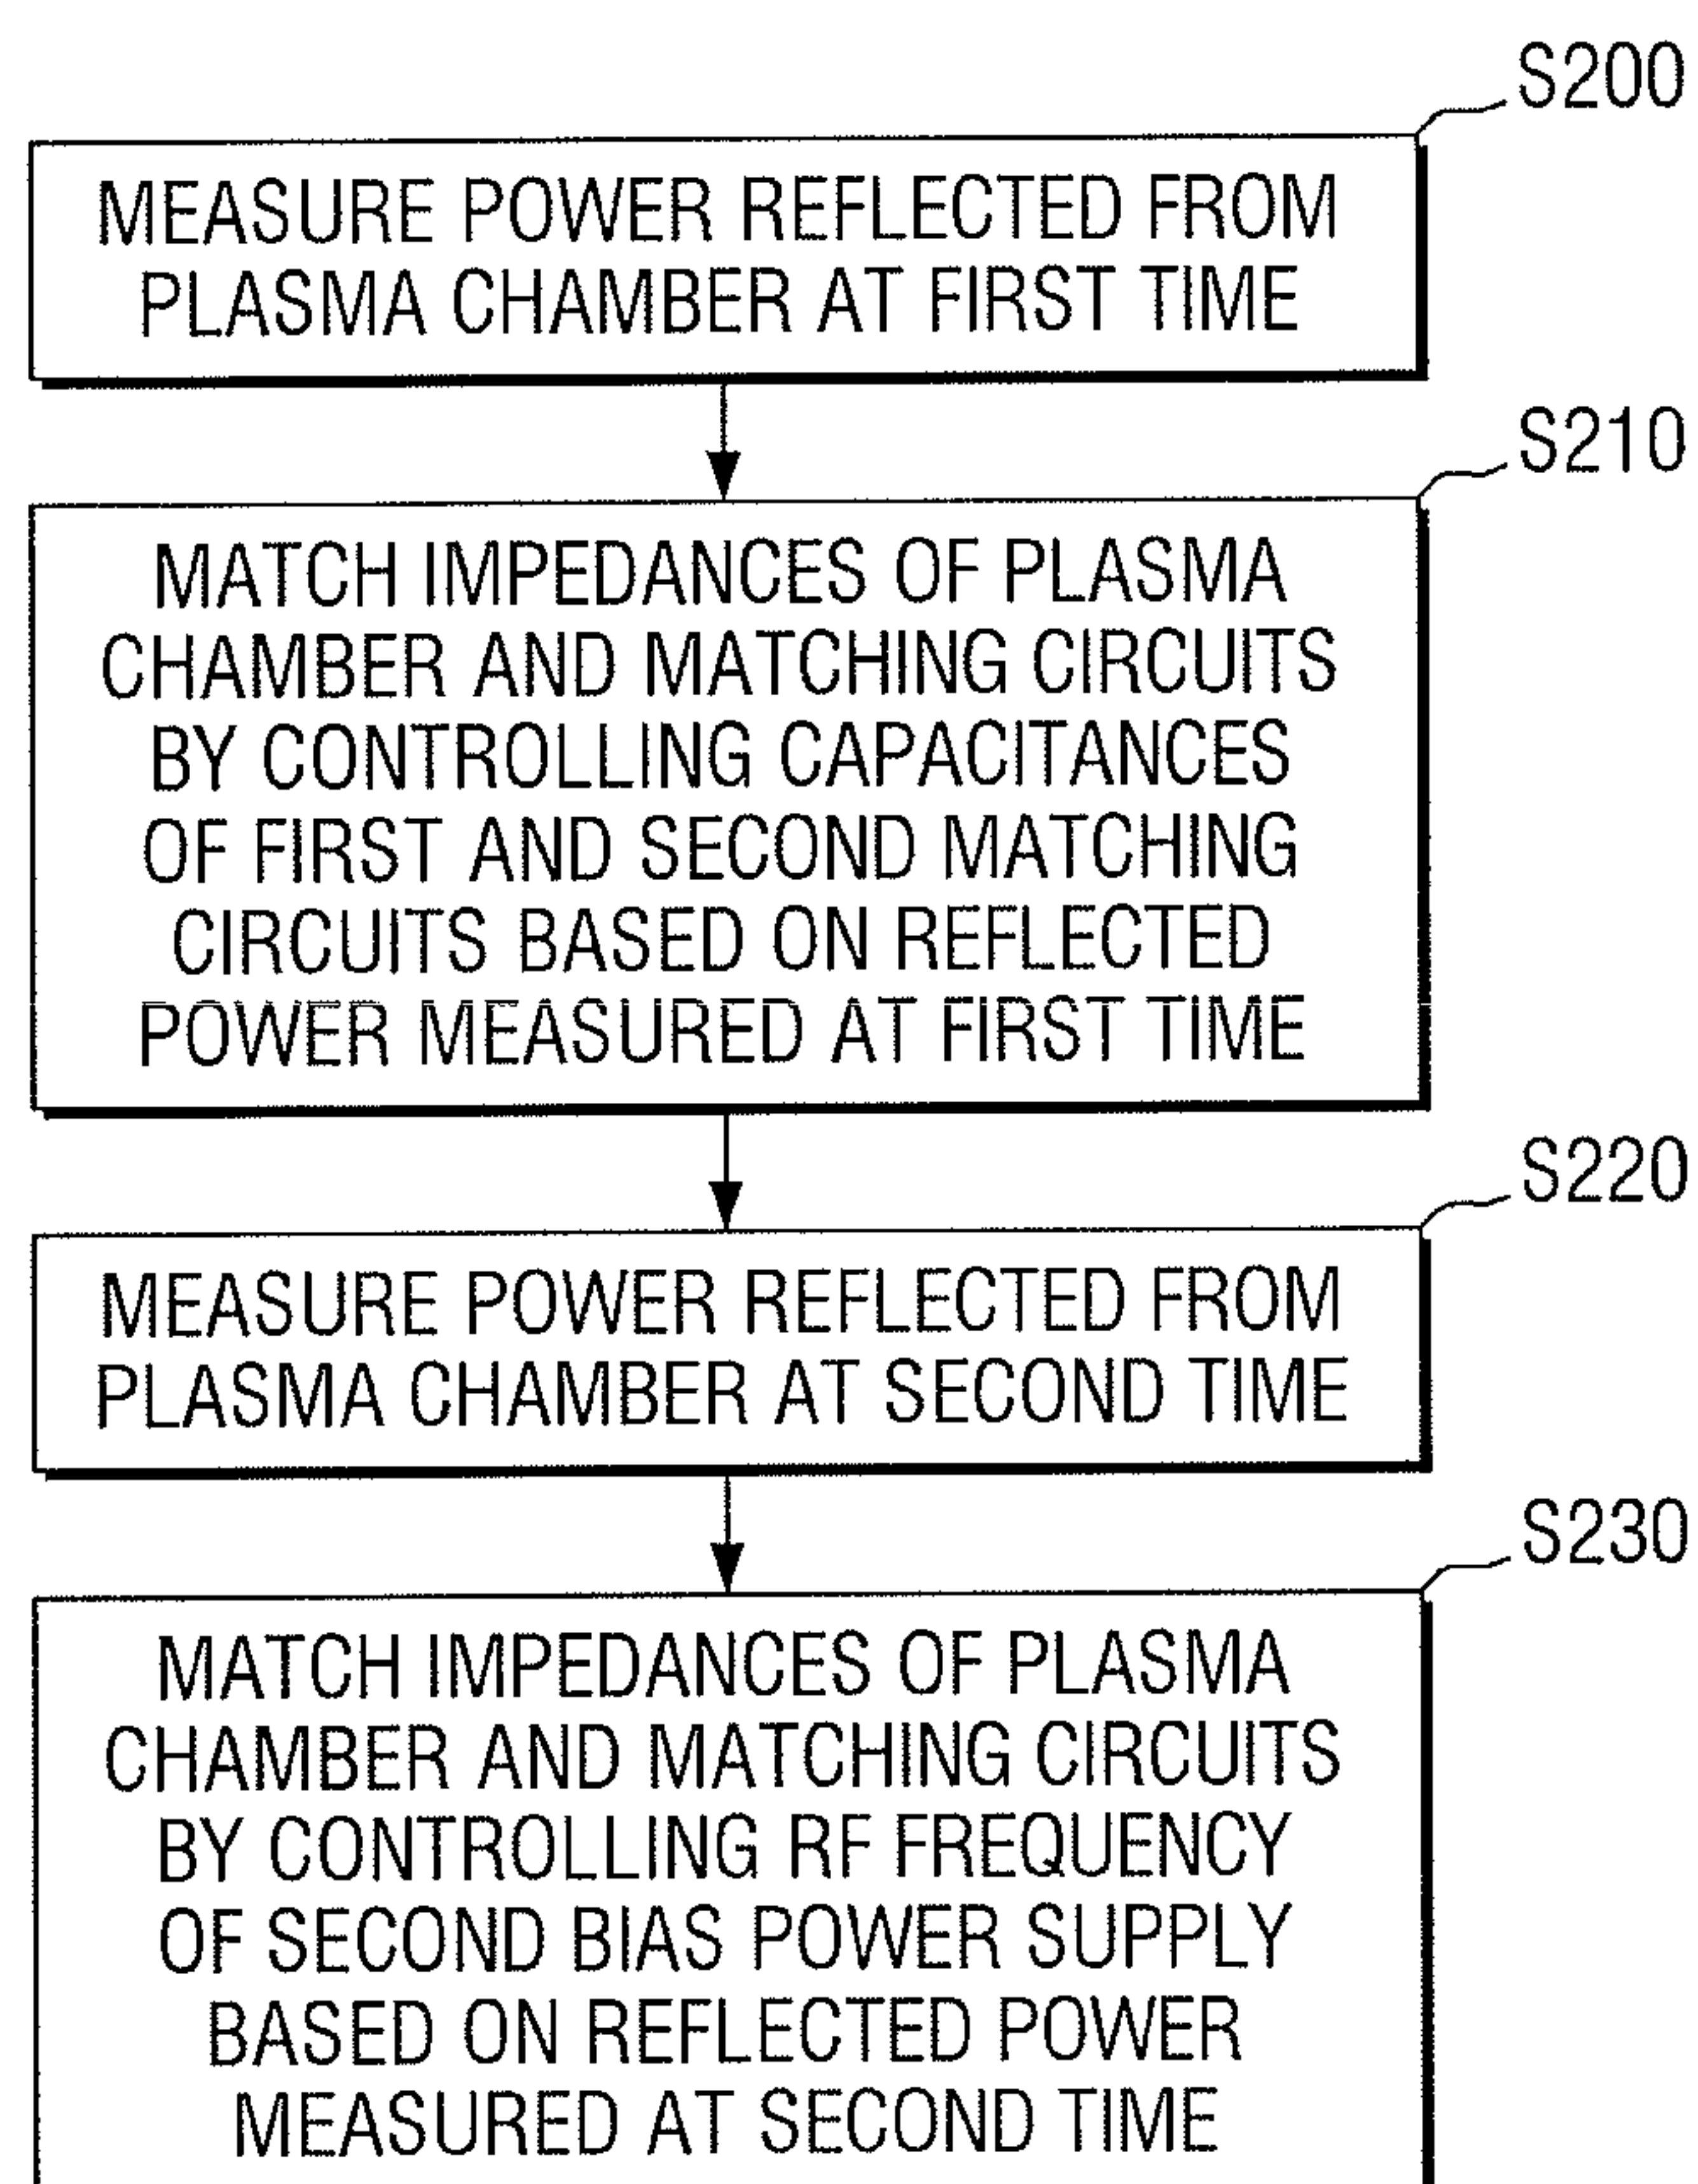 S200
MEASURE POWER REFLECTED FROM
PLASMA CHAMBER AT FIRST TIME
S210
MATCH IMPEDANCES OF PLASMA
CHAMBER AND MATCHING CIRCUITS
BY CONTROLLING CAPACITANCES
OF FIRST AND SECOND MATCHING
CIRCUITS BASED ON REFLECTED
POWER MEASURED AT FIRST TIME
S220
MEASURE POWER REFLECTED FROM
PLASMA CHAMBER AT SECOND TIME
S230
MATCH IMPEDANCES OF PLASMA
CHAMBER AND MATCHING CIRCUITS
BY CONTROLLING RF FREQUENCY
OF SECOND BIAS POWER SUPPLY
BASED ON REFLECTED POWER
MEASURED AT SECOND TIME